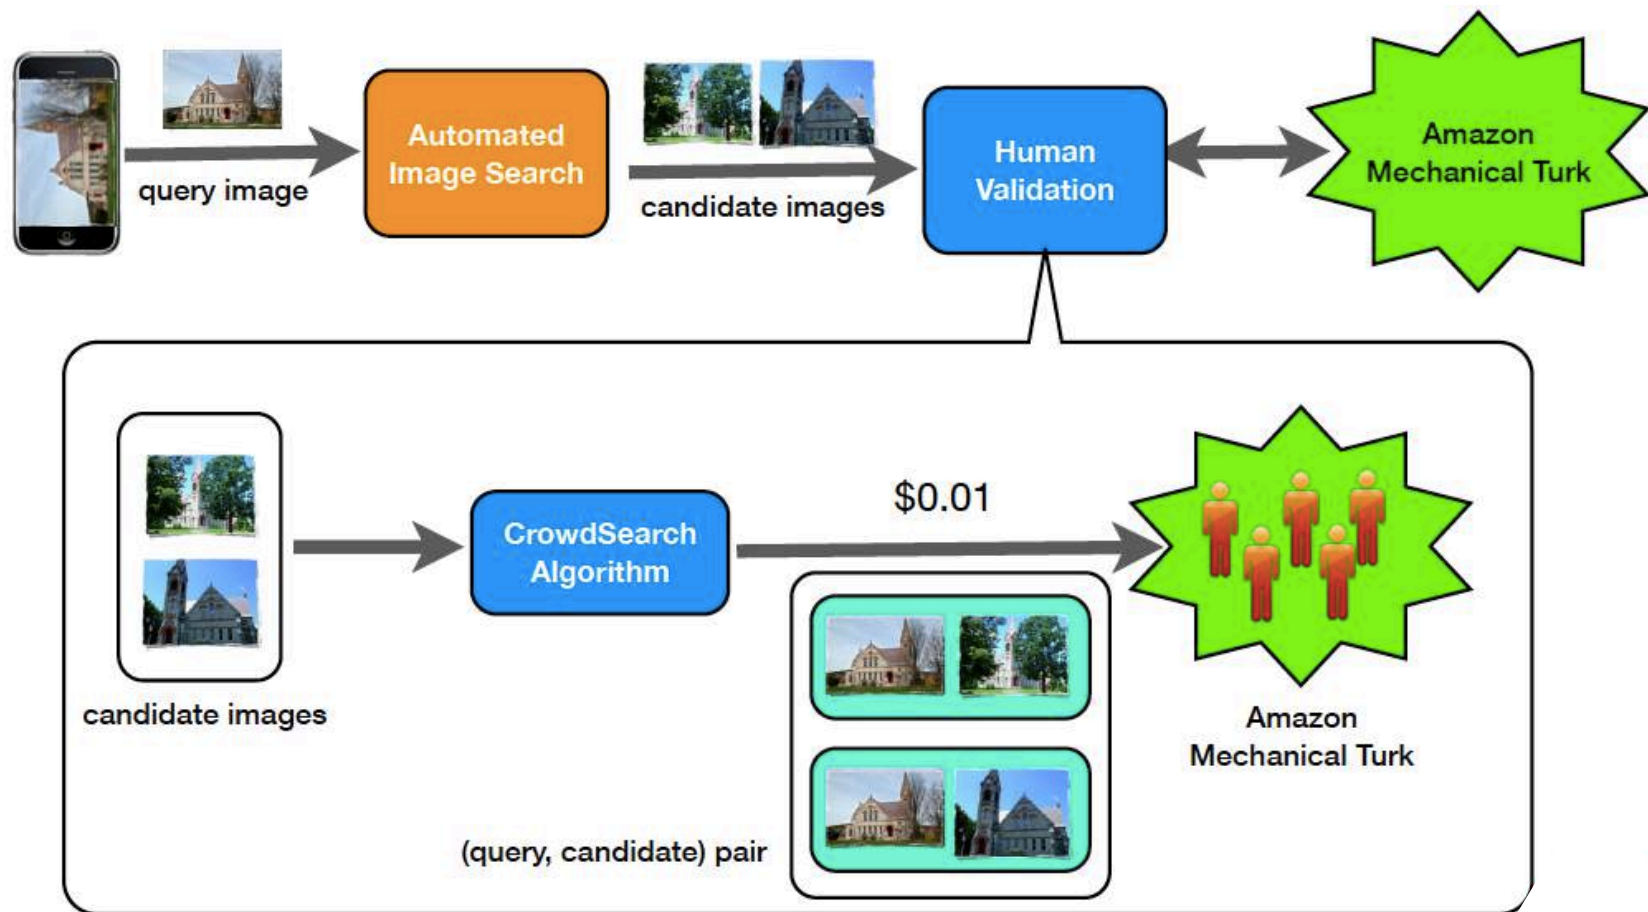 query image
Automated
Image Search
candidate images
Human
Validation
Amazon
Mechanical Turk
candidate images
CrowdSearch
Algorithm
$0.01
(query, candidate) pair
Amazon
Mechanical Turk